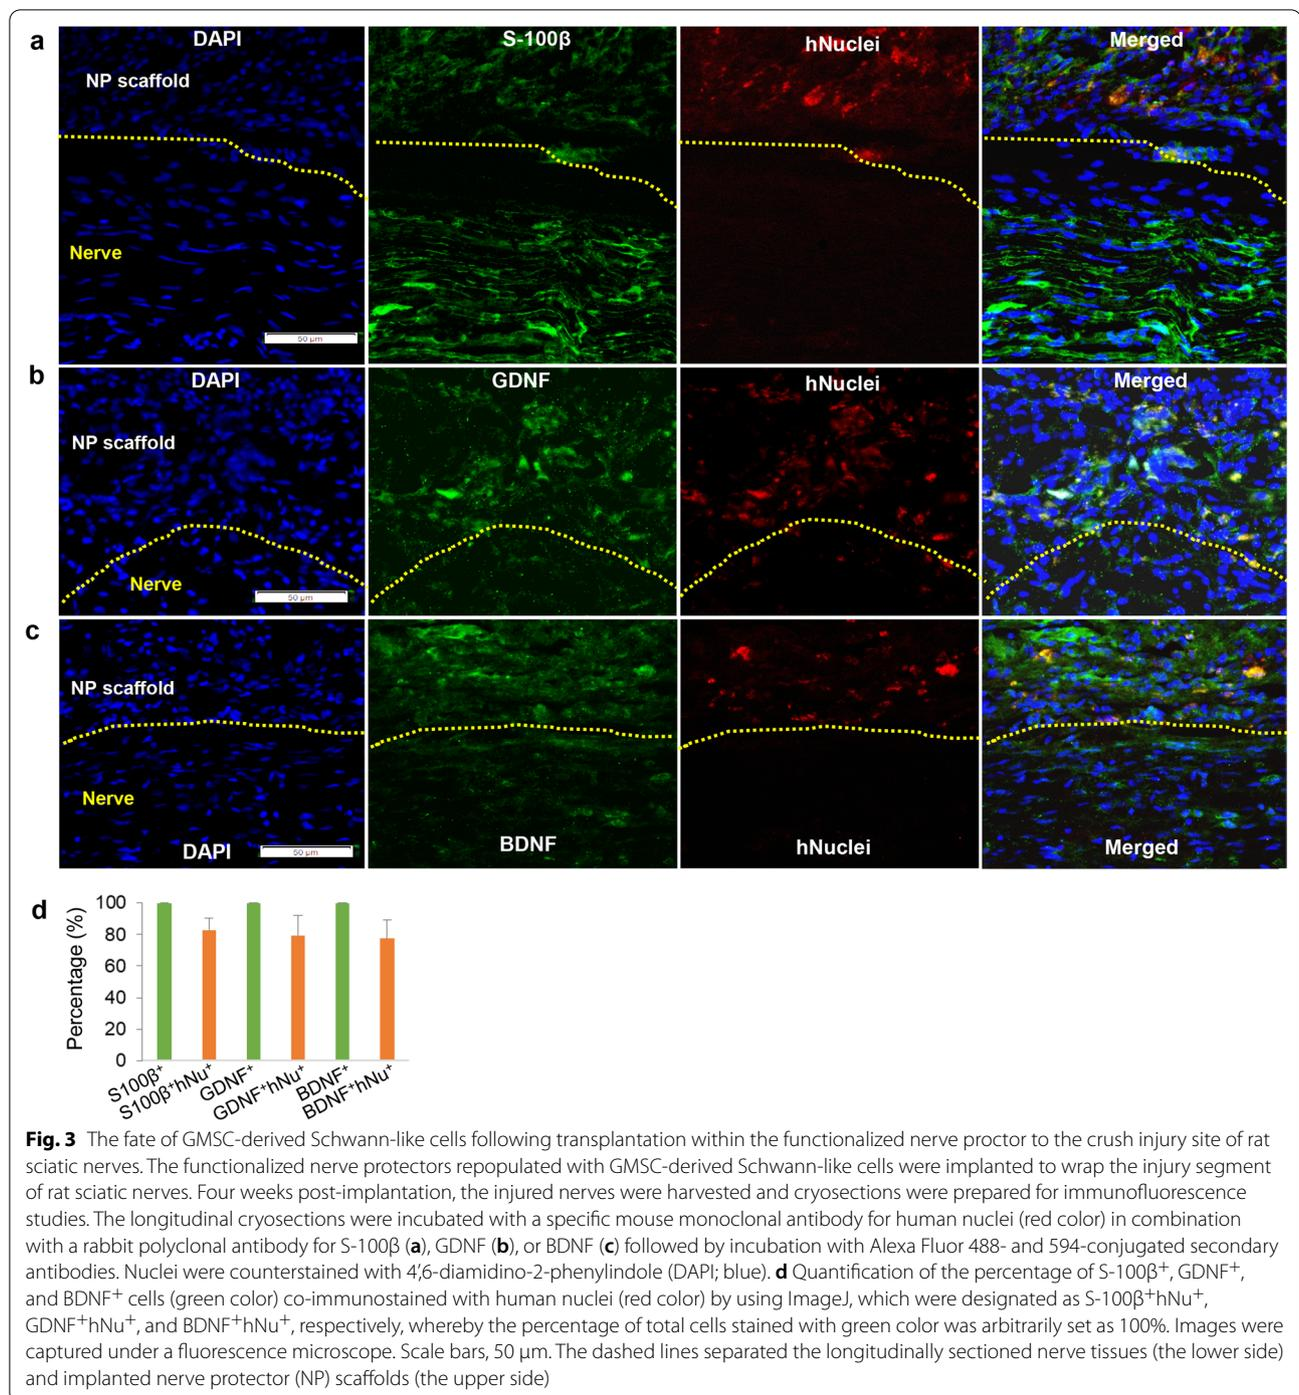 a
DAPI
S-100β
hNuclei
Merged
NP scaffold
Nerve
50 µm
b
DAPI
GDNF
hNuclei
Merged
NP scaffold
Nerve
50 µm
c
NP scaffold
Nerve
DAPI
50 µm
BDNF
hNuclei
Merged
d
Percentage (%)
100
80
60
40
20
0
S100β⁺
S100β⁺hNu⁺
GDNF⁺
GDNF⁺hNu⁺
BDNF⁺
BDNF⁺hNu⁺
Fig. 3 The fate of GMSC-derived Schwann-like cells following transplantation within the functionalized nerve proctor to the crush injury site of rat
sciatic nerves. The functionalized nerve protectors repopulated with GMSC-derived Schwann-like cells were implanted to wrap the injury segment
of rat sciatic nerves. Four weeks post-implantation, the injured nerves were harvested and cryosections were prepared for immunofluorescence
studies. The longitudinal cryosections were incubated with a specific mouse monoclonal antibody for human nuclei (red color) in combination
with a rabbit polyclonal antibody for S-100β (a), GDNF (b), or BDNF (c) followed by incubation with Alexa Fluor 488- and 594-conjugated secondary
antibodies. Nuclei were counterstained with 4′,6-diamidino-2-phenylindole (DAPI; blue). d Quantification of the percentage of S-100β⁺, GDNF⁺,
and BDNF⁺ cells (green color) co-immunostained with human nuclei (red color) by using ImageJ, which were designated as S-100β⁺hNu⁺,
GDNF⁺hNu⁺, and BDNF⁺hNu⁺, respectively, whereby the percentage of total cells stained with green color was arbitrarily set as 100%. Images were
captured under a fluorescence microscope. Scale bars, 50 µm. The dashed lines separated the longitudinally sectioned nerve tissues (the lower side)
and implanted nerve protector (NP) scaffolds (the upper side)